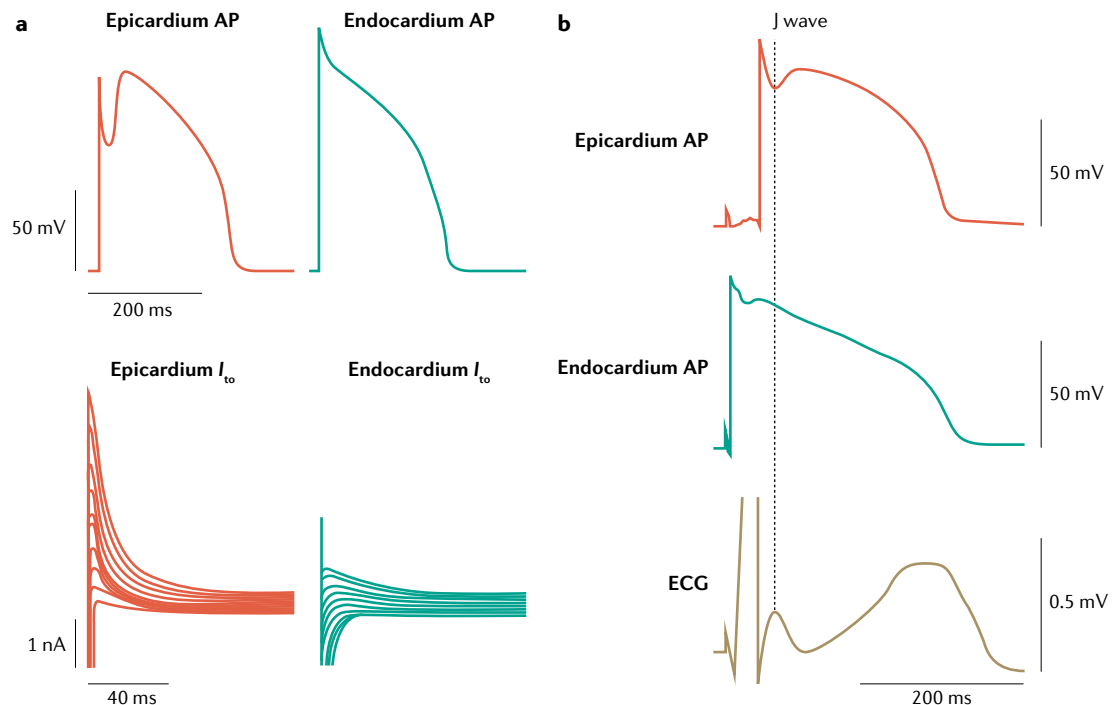 a
Epicardium AP
Endocardium AP
50 mV
200 ms
Epicardium Ito
Endocardium Ito
1 nA
40 ms
b
J wave
Epicardium AP
50 mV
Endocardium AP
50 mV
ECG
0.5 mV
200 ms